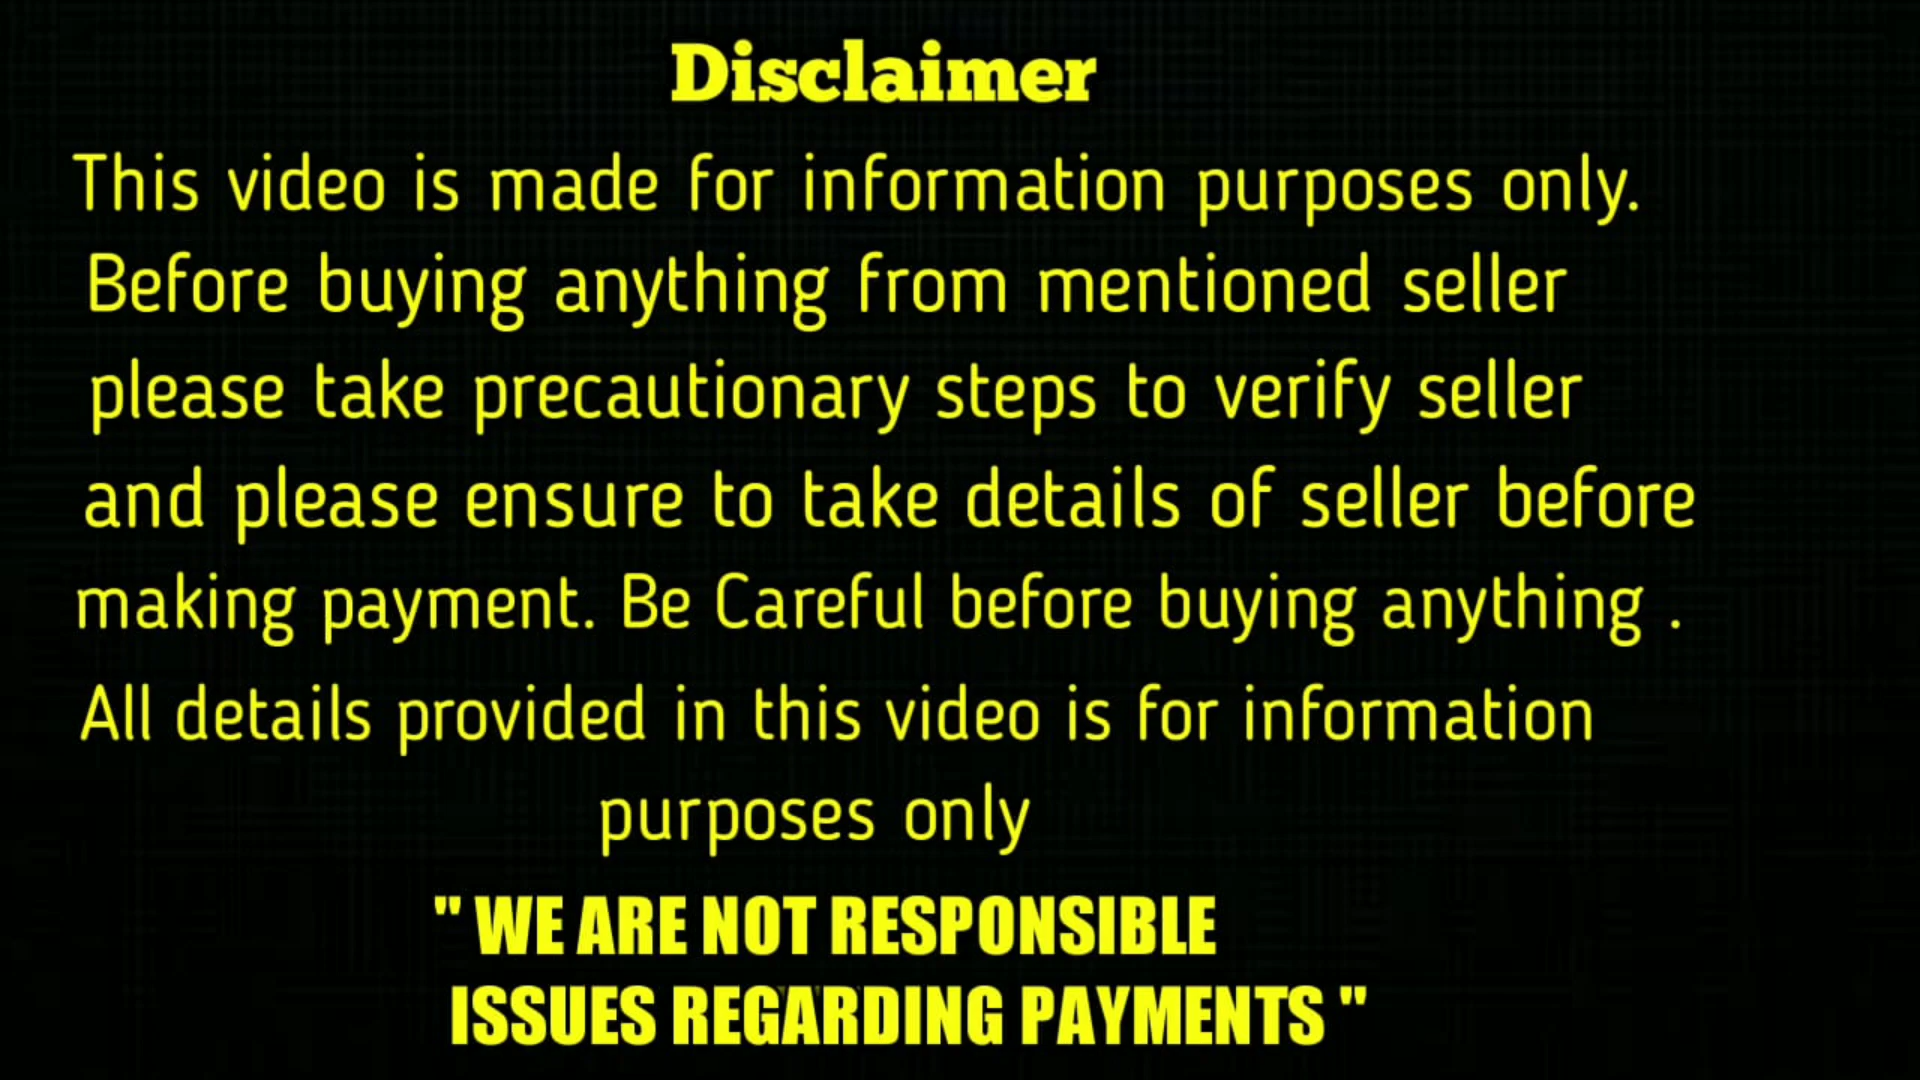 Disclaimer
This video is made for information purposes only.
Before buying anything from mentioned seller
please take precautionary steps to verify seller
and please ensure to take details of seller before
making payment. Be Careful before buying anything .
All details provided in this video is for information
purposes only
" WE ARE NOT RESPONSIBLE
ISSUES REGARDING PAYMENTS "